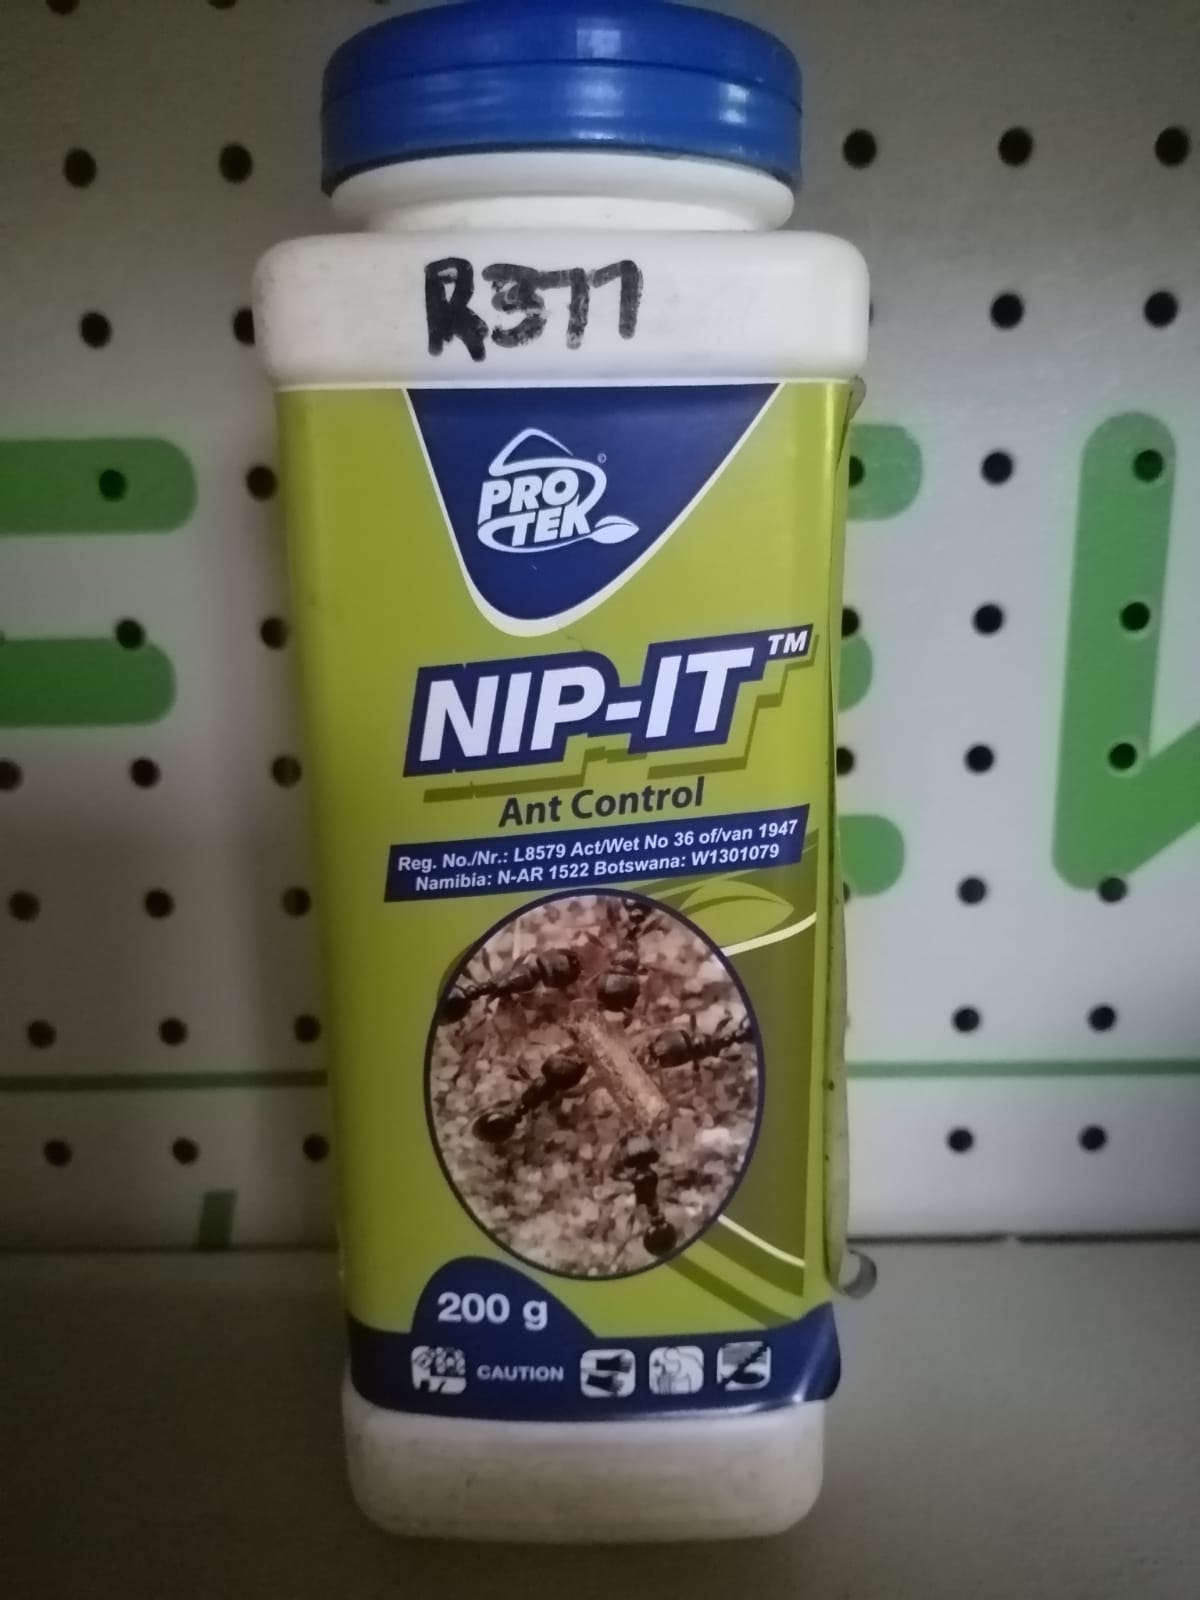 R377
PRO
TEK
©
NIP-IT™
Ant Control
Reg. No./Nr.: L8579 Act/Wet No 36 of/van 1947
Namibia: N-AR 1522 Botswana: W1301079
200 g
CAUTION